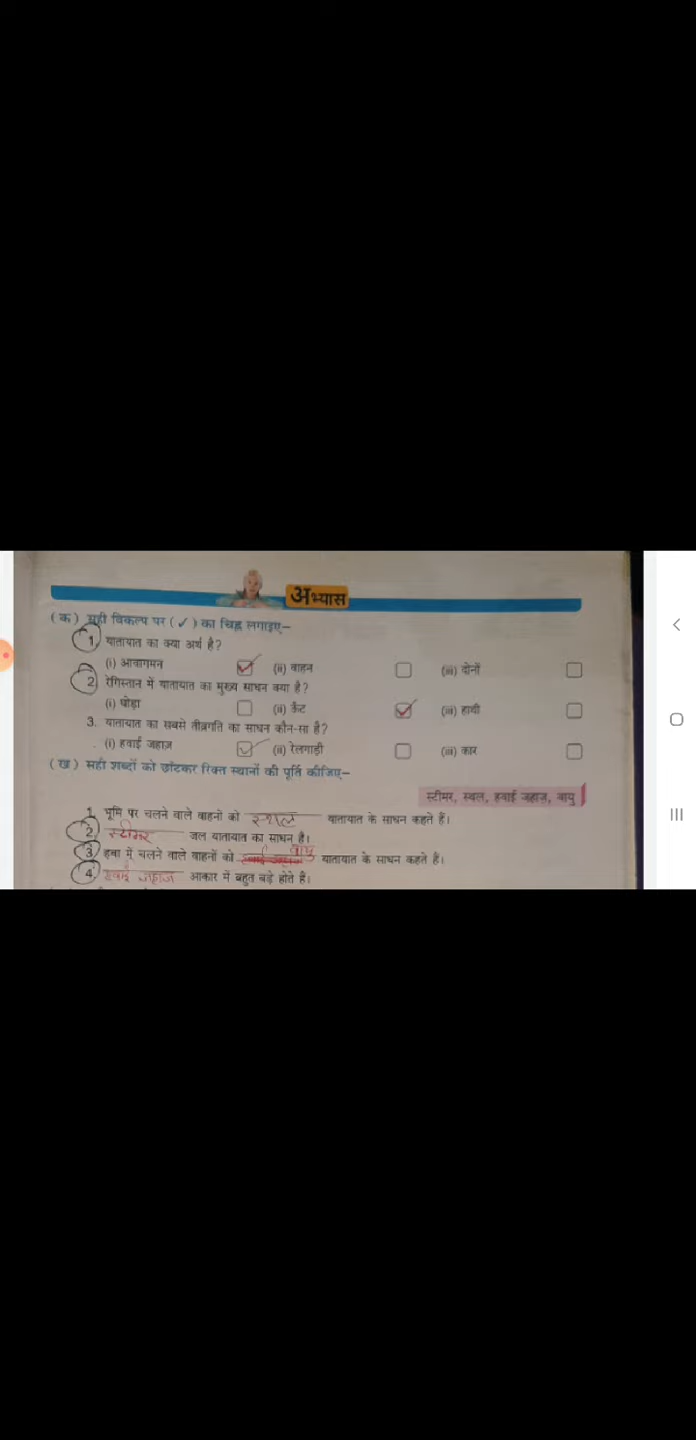 अभ्यास
(क) सही विकल्प पर (✓) का चिह्न लगाइए–
1. यातायात का क्या अर्थ है?
(i) आवागमन (ii) वाहन (iii) दोनों
2. रेगिस्तान में यातायात का मुख्य साधन क्या है?
(i) घोड़ा (ii) ऊँट (iii) हाथी
3. यातायात का सबसे तीव्रगति का साधन कौन-सा है?
(i) हवाई जहाज़ (ii) रेलगाड़ी (iii) कार
(ख) सही शब्दों को छाँटकर रिक्त स्थानों की पूर्ति कीजिए–
स्टीमर, स्थल, हवाई जहाज़, वायु
1. भूमि पर चलने वाले वाहनों को स्थल यातायात के साधन कहते हैं।
2. स्टीमर जल यातायात का साधन है।
3. हवा में चलने वाले वाहनों को वायु यातायात के साधन कहते हैं।
4. हवाई जहाज आकार में बहुत बड़े होते हैं।